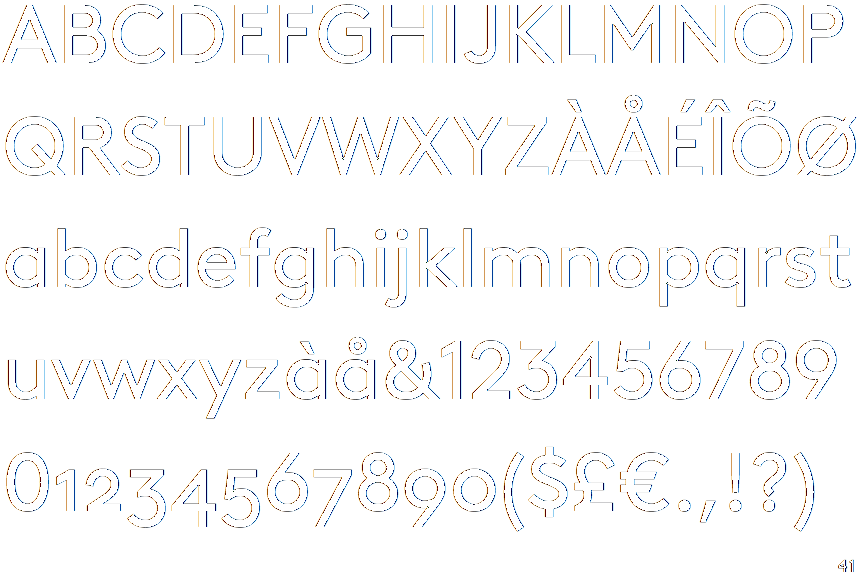 ABCDEFGHIJKLMNOP
QRSTUVWXYZÀÅÉÎÕØ
abcdefghijklmnopqrst
uvwxyzàå&123456789
01234567890($£€.,!?)
41